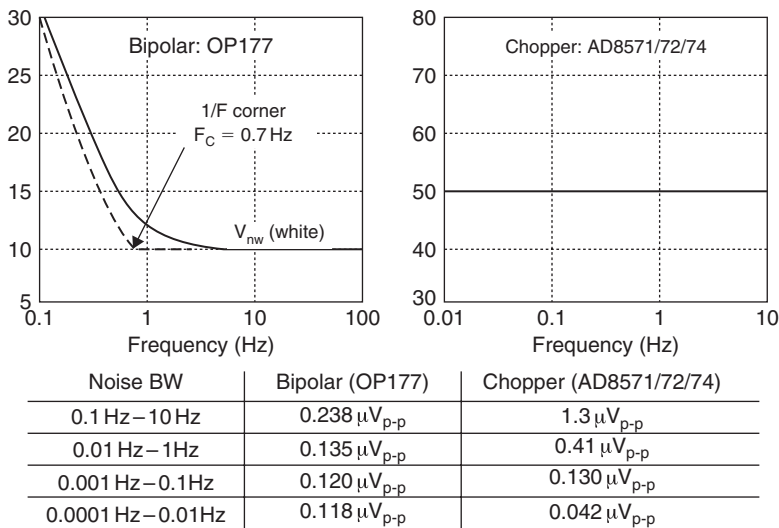 30
25
20
15
10
5
0.1
1
10
100
Frequency (Hz)
Bipolar: OP177
1/F corner
F_C = 0.7 Hz
V_nw (white)
80
70
60
50
40
30
0.01
0.1
1
10
Frequency (Hz)
Chopper: AD8571/72/74
Noise BW Bipolar (OP177) Chopper (AD8571/72/74)
0.1 Hz–10 Hz 0.238 μV_p-p 1.3 μV_p-p
0.01 Hz–1Hz 0.135 μV_p-p 0.41 μV_p-p
0.001 Hz–0.1Hz 0.120 μV_p-p 0.130 μV_p-p
0.0001 Hz–0.01Hz 0.118 μV_p-p 0.042 μV_p-p